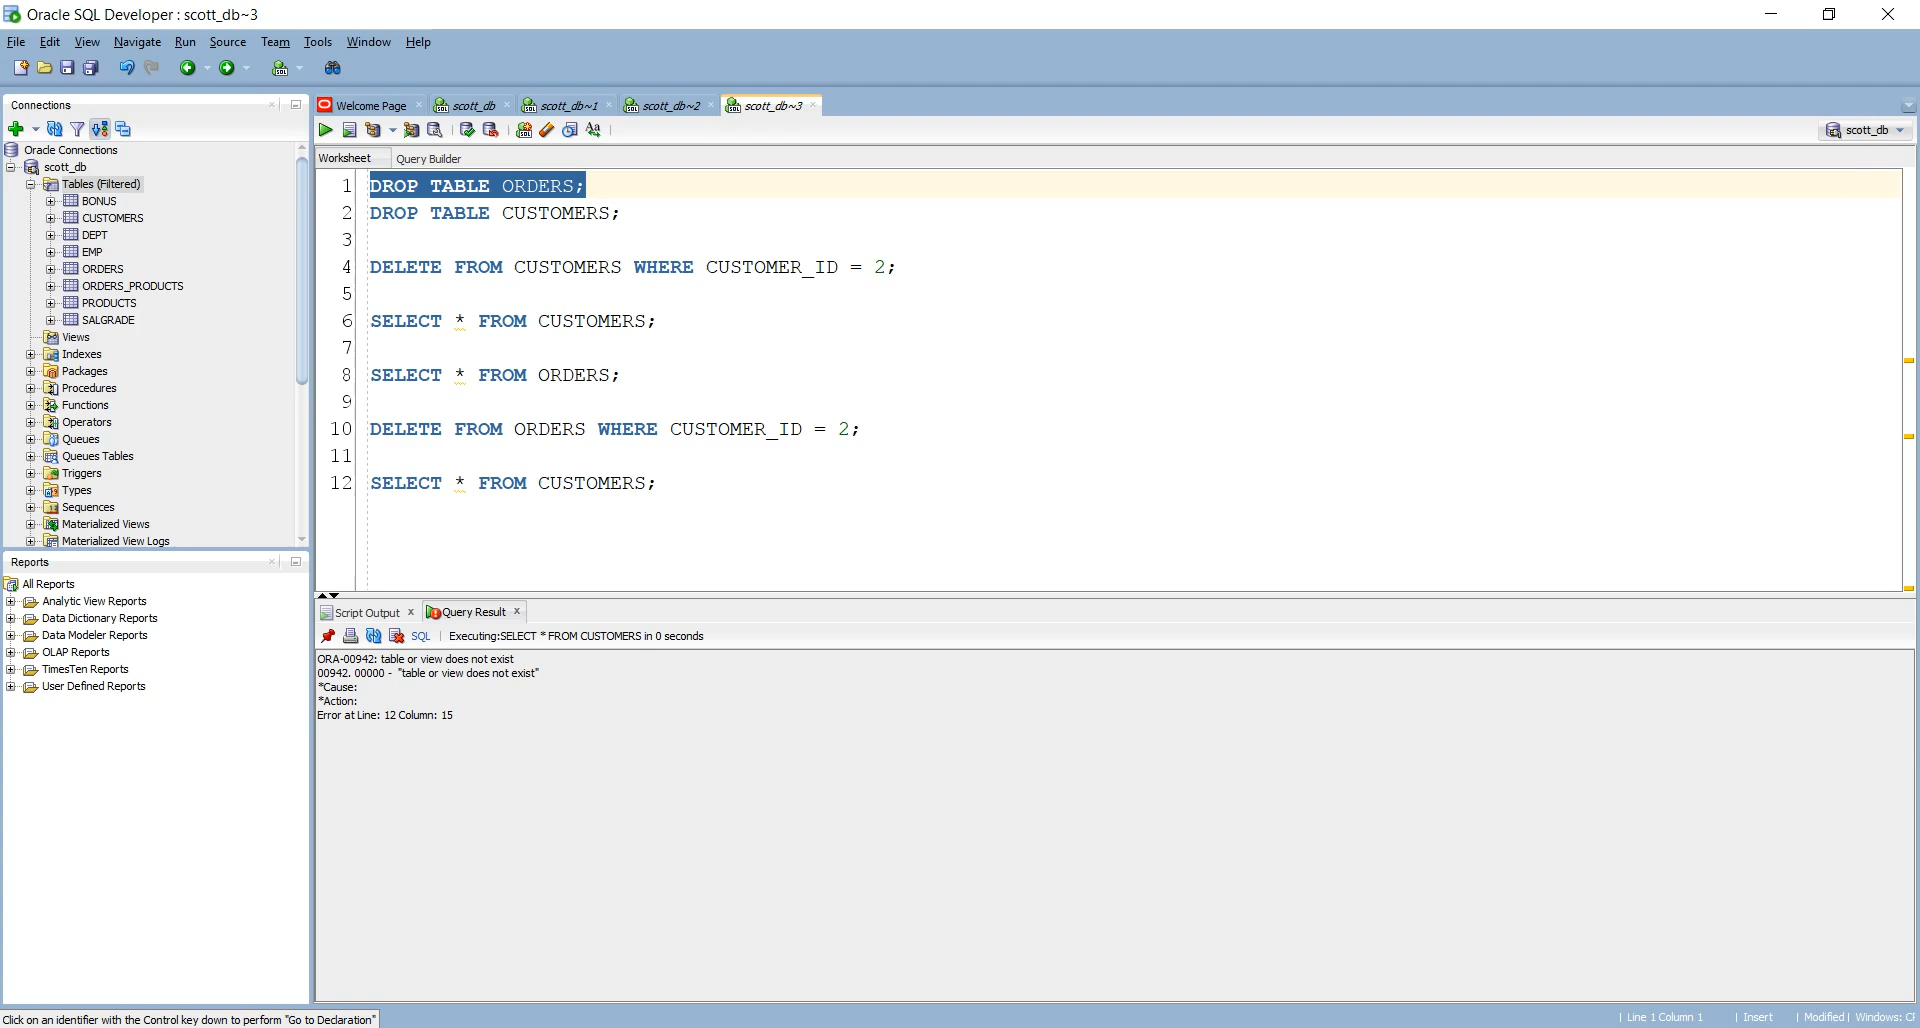 Oracle SQL Developer : scott_db~3
File Edit View Navigate Run Source Team Tools Window Help
Connections
Oracle Connections
scott_db
Tables (Filtered)
BONUS
CUSTOMERS
DEPT
EMP
ORDERS
ORDERS_PRODUCTS
PRODUCTS
SALGRADE
Views
Indexes
Packages
Procedures
Functions
Operators
Queues
Queues Tables
Triggers
Types
Sequences
Materialized Views
Materialized View Logs
Reports
All Reports
Analytic View Reports
Data Dictionary Reports
Data Modeler Reports
OLAP Reports
TimesTen Reports
User Defined Reports
Welcome Page scott_db scott_db~1 scott_db~2 scott_db~3
scott_db
Worksheet Query Builder
1 DROP TABLE ORDERS;
2 DROP TABLE CUSTOMERS;
3
4 DELETE FROM CUSTOMERS WHERE CUSTOMER_ID = 2;
5
6 SELECT * FROM CUSTOMERS;
7
8 SELECT * FROM ORDERS;
9
10 DELETE FROM ORDERS WHERE CUSTOMER_ID = 2;
11
12 SELECT * FROM CUSTOMERS;
Script Output x Query Result x
SQL | Executing:SELECT * FROM CUSTOMERS in 0 seconds
ORA-00942: table or view does not exist
00942. 00000 - "table or view does not exist"
*Cause:
*Action:
Error at Line: 12 Column: 15
Click on an identifier with the Control key down to perform "Go to Declaration"
| Line 1 Column 1 | Insert | Modified | Windows: CF